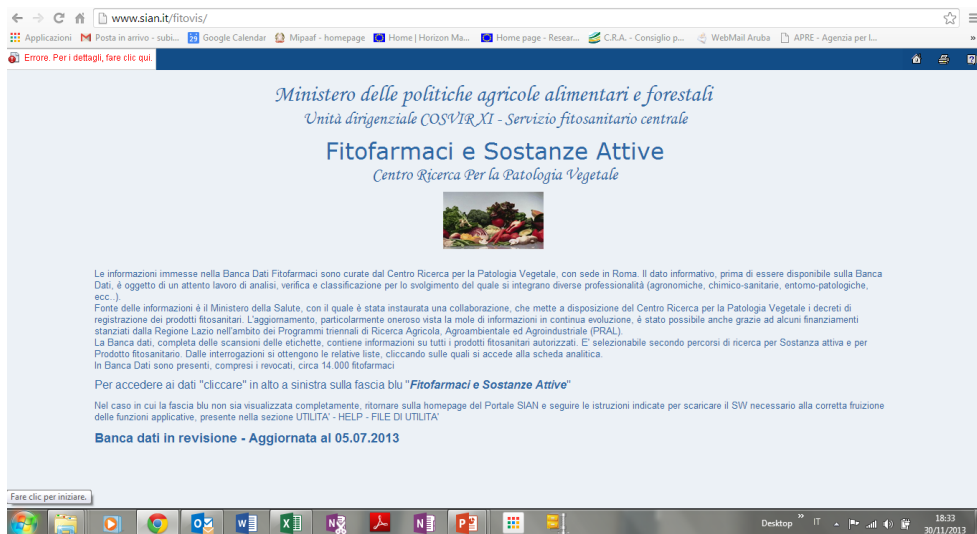 www.sian.it/fitovis/
Applicazioni Posta in arrivo - subi... 29 Google Calendar Mipaaf - homepage Home | Horizon Ma... Home page - Resear... C.R.A. - Consiglio p... WebMail Aruba APRE - Agenzia per l... »
Errore. Per i dettagli, fare clic qui.
Ministero delle politiche agricole alimentari e forestali
Unità dirigenziale COSVIR XI - Servizio fitosanitario centrale
Fitofarmaci e Sostanze Attive
Centro Ricerca Per la Patologia Vegetale
Le informazioni immesse nella Banca Dati Fitofarmaci sono curate dal Centro Ricerca per la Patologia Vegetale, con sede in Roma. Il dato informativo, prima di essere disponibile sulla Banca
Dati, è oggetto di un attento lavoro di analisi, verifica e classificazione per lo svolgimento del quale si integrano diverse professionalità (agronomiche, chimico-sanitarie, entomo-patologiche,
ecc..).
Fonte delle informazioni è il Ministero della Salute, con il quale è stata instaurata una collaborazione, che mette a disposizione del Centro Ricerca per la Patologia Vegetale i decreti di
registrazione dei prodotti fitosanitari. L'aggiornamento, particolarmente oneroso vista la mole di informazioni in continua evoluzione, è stato possibile anche grazie ad alcuni finanziamenti
stanziati dalla Regione Lazio nell'ambito dei Programmi triennali di Ricerca Agricola, Agroambientale ed Agroindustriale (PRAL).
La Banca Dati, completa delle scansioni delle etichette, contiene informazioni su tutti i prodotti fitosanitari autorizzati. E' selezionabile secondo percorsi di ricerca per Sostanza attiva e per
Prodotto fitosanitario. Dalle interrogazioni si ottengono le relative liste, cliccando sulle quali si accede alla scheda analitica.
In Banca Dati sono presenti, compresi i revocati, circa 14.000 fitofarmaci
Per accedere ai dati "cliccare" in alto a sinistra sulla fascia blu "Fitofarmaci e Sostanze Attive"
Nel caso in cui la fascia blu non sia visualizzata completamente, ritornare sulla homepage del Portale SIAN e seguire le istruzioni indicate per scaricare il SW necessario alla corretta fruizione
delle funzioni applicative, presente nella sezione UTILITA' - HELP - FILE DI UTILITA'
Banca dati in revisione - Aggiornata al 05.07.2013
Fare clic per iniziare.
Desktop » IT 18:33
30/11/2013